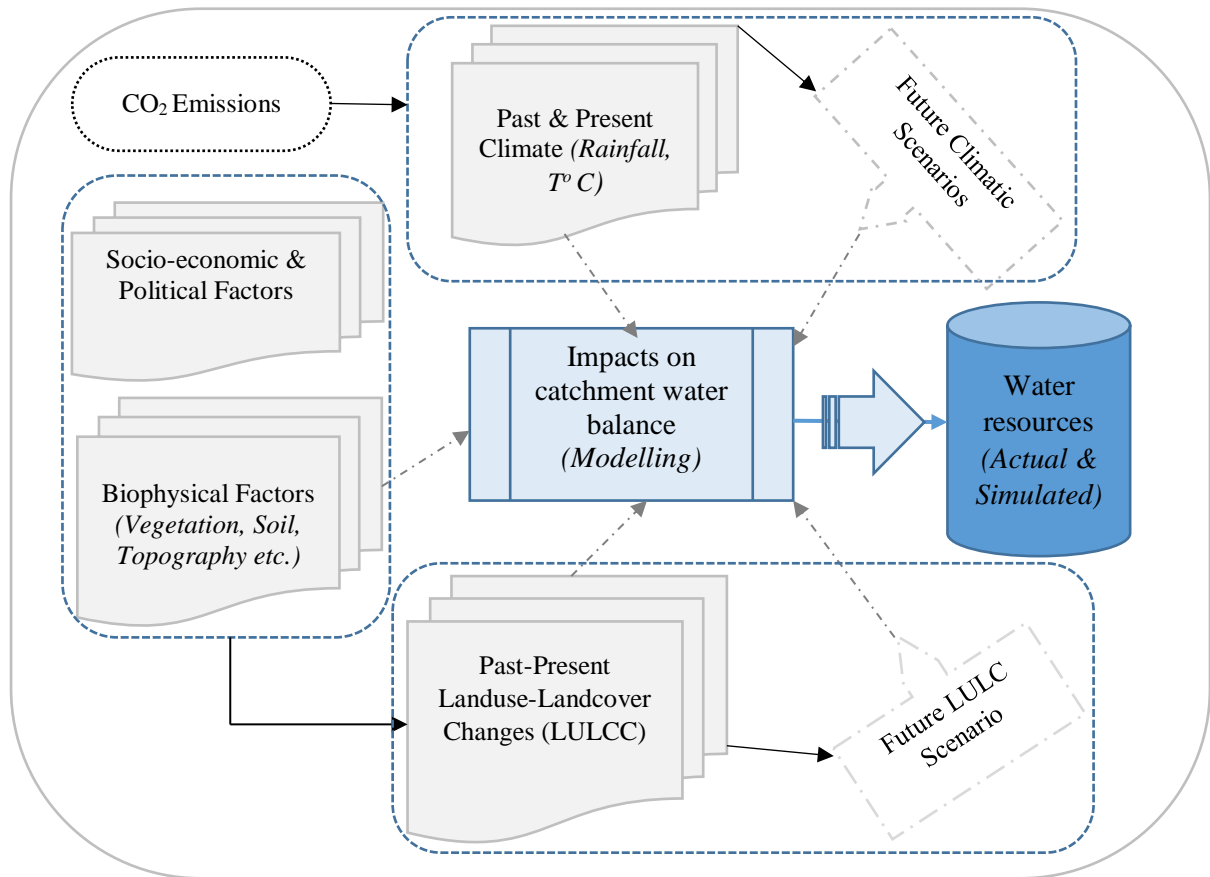 CO₂ Emissions
Past & Present
Climate (Rainfall,
Tº C)
Future Climatic
Scenarios
Socio-economic &
Political Factors
Impacts on
catchment water
balance
(Modelling)
Water
resources
(Actual &
Simulated)
Biophysical Factors
(Vegetation, Soil,
Topography etc.)
Past-Present
Landuse-Landcover
Changes (LULCC)
Future LULC
Scenario